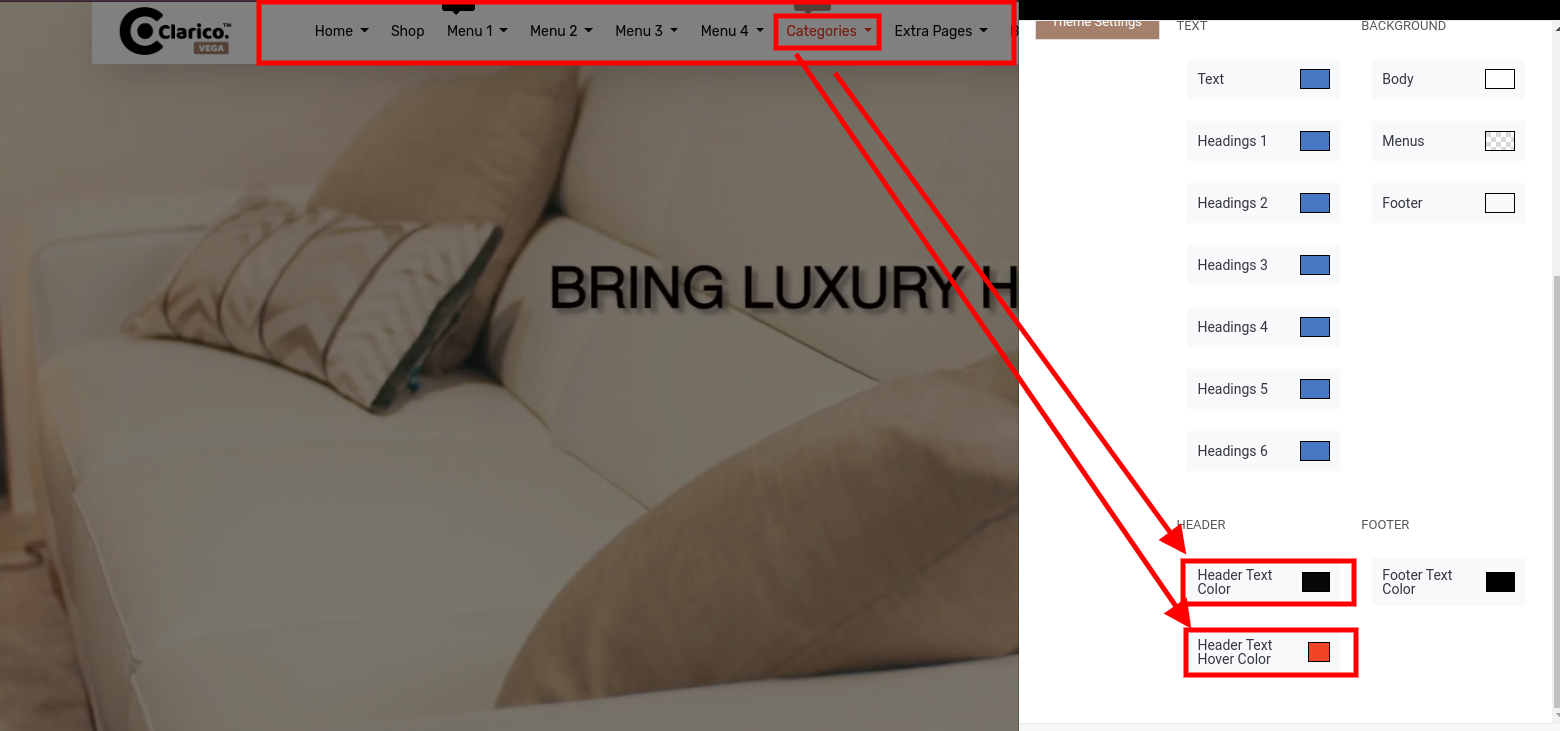 Clarico.™
VEGA
Home Shop Menu 1 Menu 2 Menu 3 Menu 4 Categories Extra Pages
BRING LUXURY H
Theme Settings
TEXT BACKGROUND
Text Body
Headings 1 Menus
Headings 2 Footer
Headings 3
Headings 4
Headings 5
Headings 6
HEADER FOOTER
Header Text Footer Text
Color Color
Header Text
Hover Color